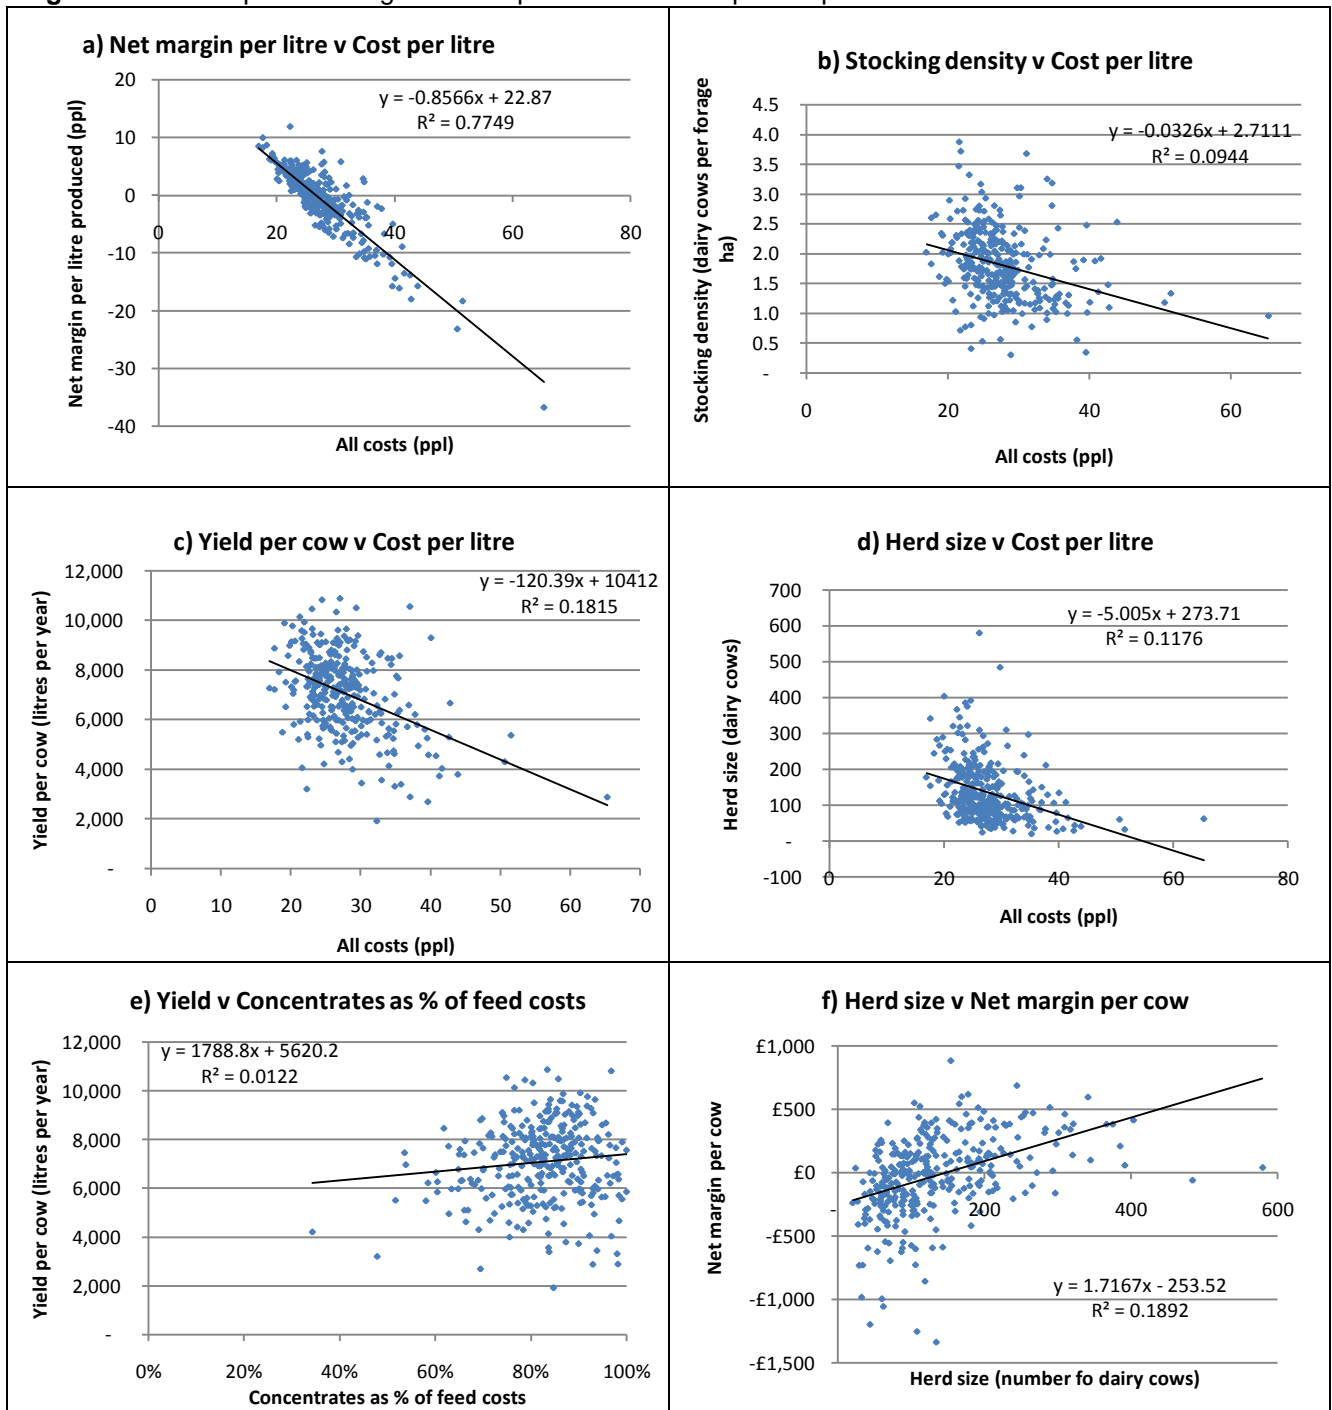 a) Net margin per litre v Cost per litre
Net margin per litre produced (ppl)
20
10
0
-10
-20
-30
-40
0
20
40
60
80
y = -0.8566x + 22.87
R² = 0.7749
All costs (ppl)
b) Stocking density v Cost per litre
Stocking density (dairy cows per forage
ha)
4.5
4.0
3.5
3.0
2.5
2.0
1.5
1.0
0.5
-
y = -0.0326x + 2.7111
R² = 0.0944
0
20
40
60
All costs (ppl)
c) Yield per cow v Cost per litre
Yield per cow (litres per year)
12,000
10,000
8,000
6,000
4,000
2,000
-
y = -120.39x + 10412
R² = 0.1815
0
10
20
30
40
50
60
70
All costs (ppl)
d) Herd size v Cost per litre
Herd size (dairy cows)
700
600
500
400
300
200
100
-
-100
y = -5.005x + 273.71
R² = 0.1176
0
20
40
60
80
All costs (ppl)
e) Yield v Concentrates as % of feed costs
Yield per cow (litres per year)
12,000
10,000
8,000
6,000
4,000
2,000
-
y = 1788.8x + 5620.2
R² = 0.0122
0%
20%
40%
60%
80%
100%
Concentrates as % of feed costs
f) Herd size v Net margin per cow
Net margin per cow
£1,000
£500
£0
-£500
-£1,000
-£1,500
-
200
400
600
y = 1.7167x - 253.52
R² = 0.1892
Herd size (number fo dairy cows)